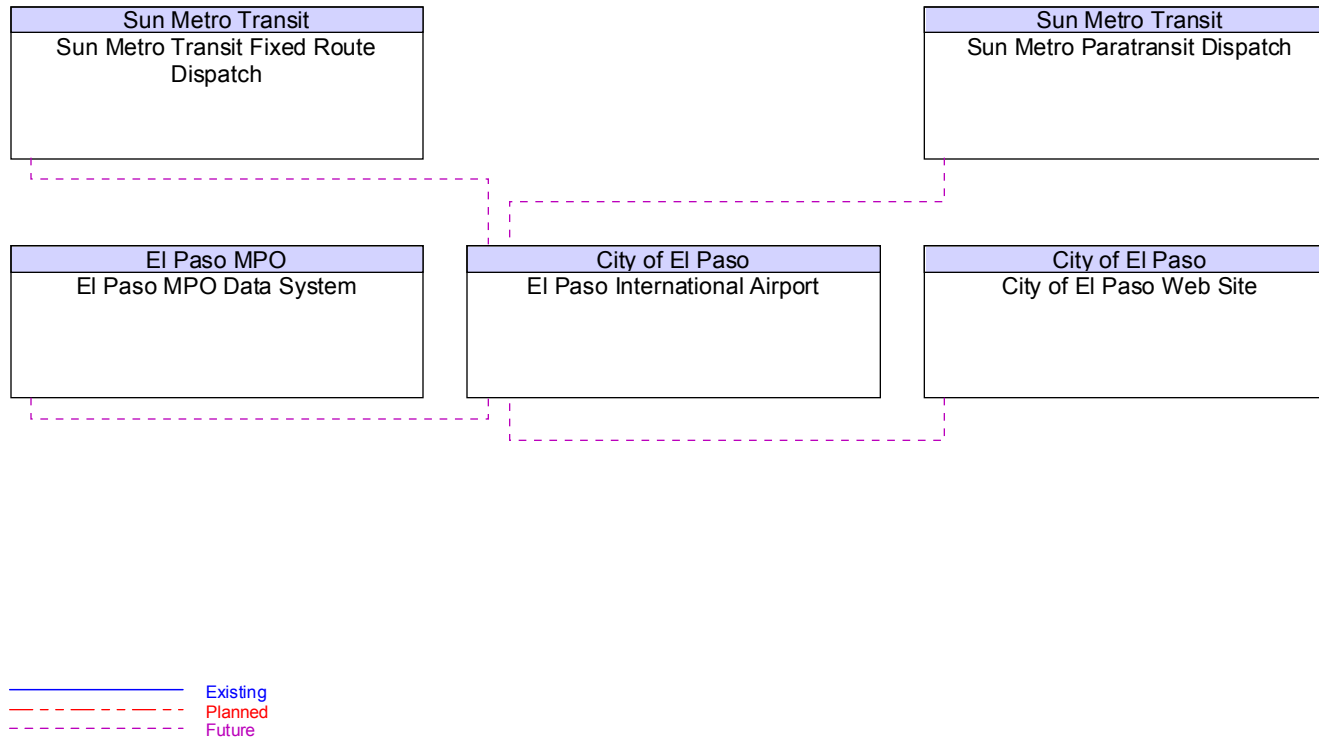 Sun Metro Transit
Sun Metro Transit Fixed Route
Dispatch
Sun Metro Transit
Sun Metro Paratransit Dispatch
El Paso MPO
El Paso MPO Data System
City of El Paso
El Paso International Airport
City of El Paso
City of El Paso Web Site
Existing
Planned
Future